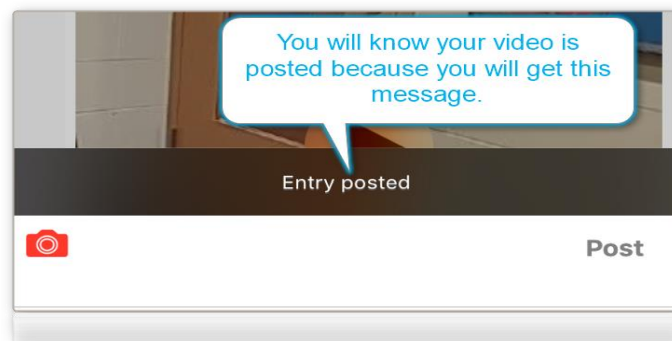 You will know your video is
posted because you will get this
message.
Entry posted
Post